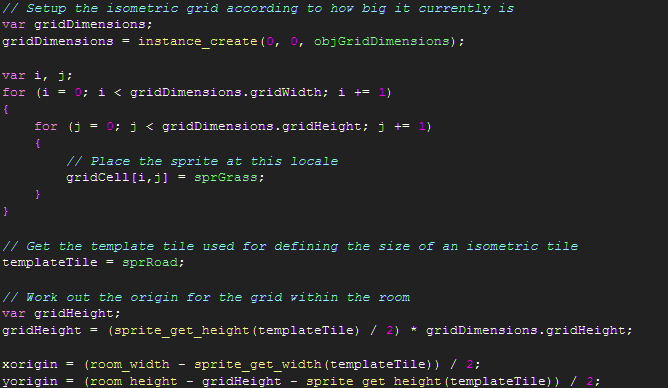 // Setup the isometric grid according to how big it currently is
var gridDimensions;
gridDimensions = instance_create(0, 0, objGridDimensions);
var i, j;
for (i = 0; i < gridDimensions.gridWidth; i += 1)
{
for (j = 0; j < gridDimensions.gridHeight; j += 1)
{
// Place the sprite at this locale
gridCell[i,j] = sprGrass;
}
}
// Get the template tile used for defining the size of an isometric tile
templateTile = sprRoad;
// Work out the origin for the grid within the room
var gridHeight;
gridHeight = (sprite_get_height(templateTile) / 2) * gridDimensions.gridHeight;
xorigin = (room_width - sprite_get_width(templateTile)) / 2;
yorigin = (room_height - gridHeight - sprite_get_height(templateTile)) / 2;